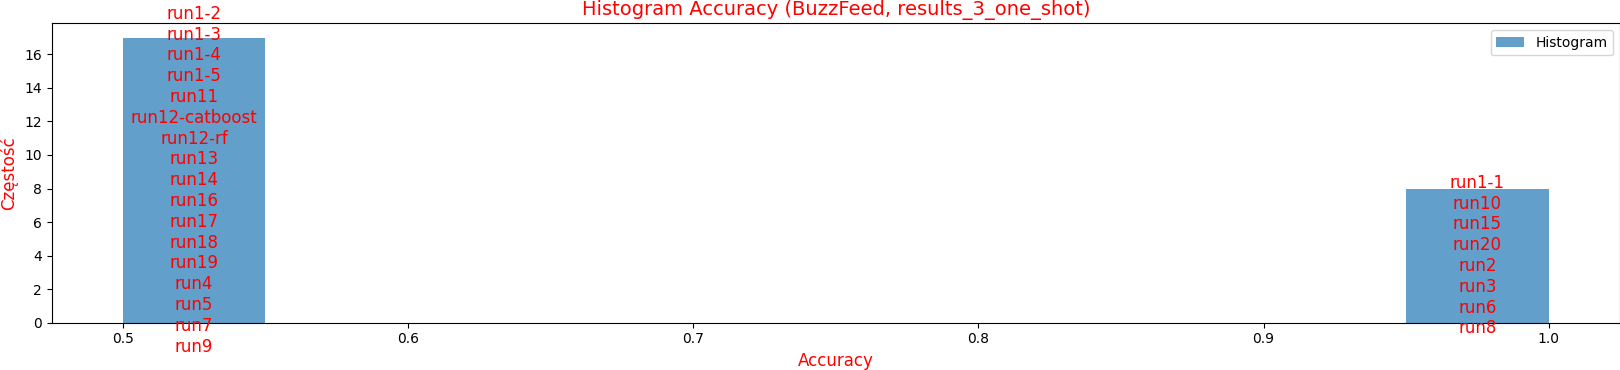 Histogram Accuracy (BuzzFeed, results_3_one_shot)
Histogram
Częstość
16
14
12
10
8
6
4
2
0
run1-2
run1-3
run1-4
run1-5
run11
run12-catboost
run12-rf
run13
run14
run16
run17
run18
run19
run4
run5
run7
run9
run1-1
run10
run15
run20
run2
run3
run6
run8
0.5
0.6
0.7
0.8
0.9
1.0
Accuracy